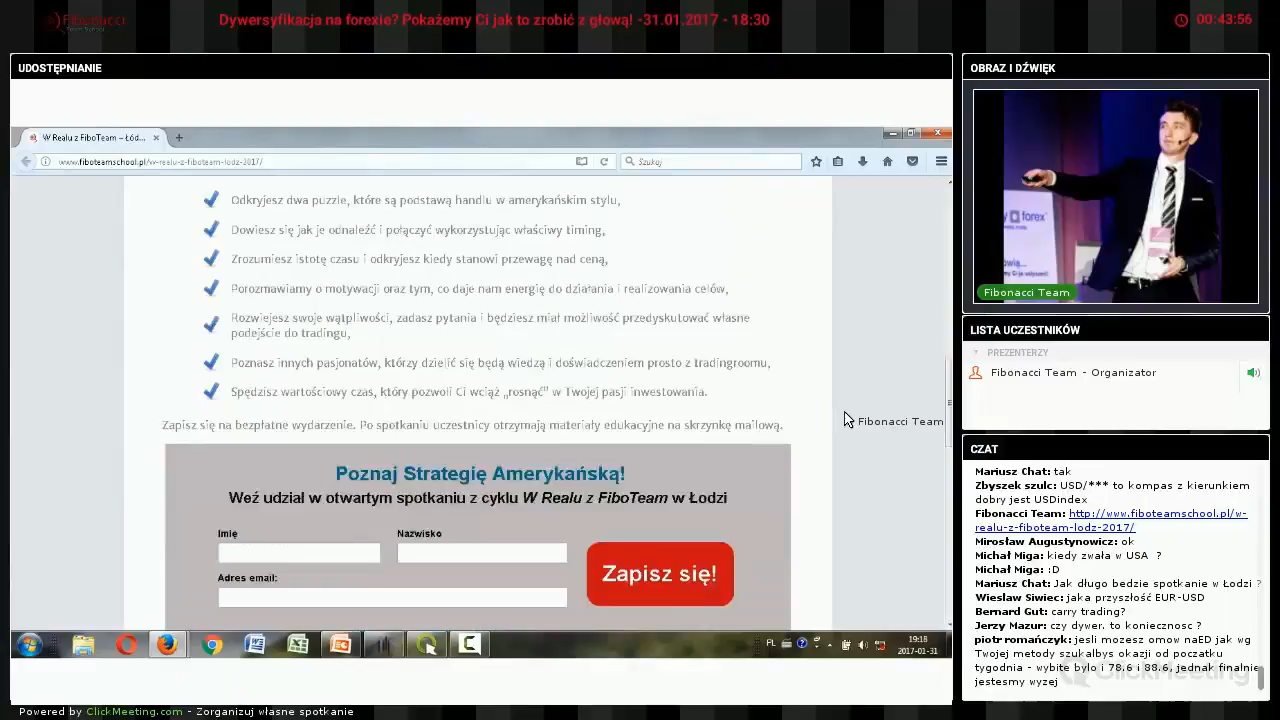 Fibonacci
Team School
Dywersyfikacja na forexie? Pokażemy Ci jak to zrobić z głową! -31.01.2017 - 18:30
00:43:56
UDOSTĘPNIANIE
W Realu z FiboTeam – Łód...
www.fiboteamschool.pl/w-realu-z-fiboteam-lodz-2017/
Szukaj
Odkryjesz dwa puzzle, które są podstawą handlu w amerykańskim stylu,
Dowiesz się jak je odnaleźć i połączyć wykorzystując właściwy timing,
Zrozumiesz istotę czasu i odkryjesz kiedy stanowi przewagę nad ceną,
Porozmawiamy o motywacji oraz tym, co daje nam energię do działania i realizowania celów,
Rozwiejesz swoje wątpliwości, zadasz pytania i będziesz miał możliwość przedyskutować własne
podejście do tradingu,
Poznasz innych pasjonatów, którzy dzielić się będą wiedzą i doświadczeniem prosto z tradingroomu,
Spędzisz wartościowy czas, który pozwoli Ci wciąż „rosnąć” w Twojej pasji inwestowania.
Zapisz się na bezpłatne wydarzenie. Po spotkaniu uczestnicy otrzymają materiały edukacyjne na skrzynkę mailową.
Fibonacci Team
Poznaj Strategię Amerykańską!
Weź udział w otwartym spotkaniu z cyklu W Realu z FiboTeam w Łodzi
Imię
Nazwisko
Adres email:
Zapisz się!
PL
19:18
2017-01-31
OBRAZ I DŹWIĘK
forex
Fibonacci Team
LISTA UCZESTNIKÓW
PREZENTERZY
Fibonacci Team - Organizator
CZAT
Mariusz Chat: tak
Zbyszek szulc: USD/*** to kompas z kierunkiem
dobry jest USDindex
Fibonacci Team: http://www.fiboteamschool.pl/w-
realu-z-fiboteam-lodz-2017/
Mirosław Augustynowicz: ok
Michał Miga: kiedy zwała w USA ?
Michał Miga: :D
Mariusz Chat: Jak długo bedzie spotkanie w Łodzi ?
Wiesław Siwiec: jaka przyszłość EUR-USD
Bernard Gut: carry trading?
Jerzy Mazur: czy dywer. to koniecznosc ?
piotr romańczyk: jesli mozesz omow naED jak wg
Twojej metody szukalbys okazji od poczatku
tygodnia - wybite bylo i 78.6 i 88.6, jednak finalnie
jestesmy wyzej
ClickMeeting
Powered by ClickMeeting.com - Zorganizuj własne spotkanie